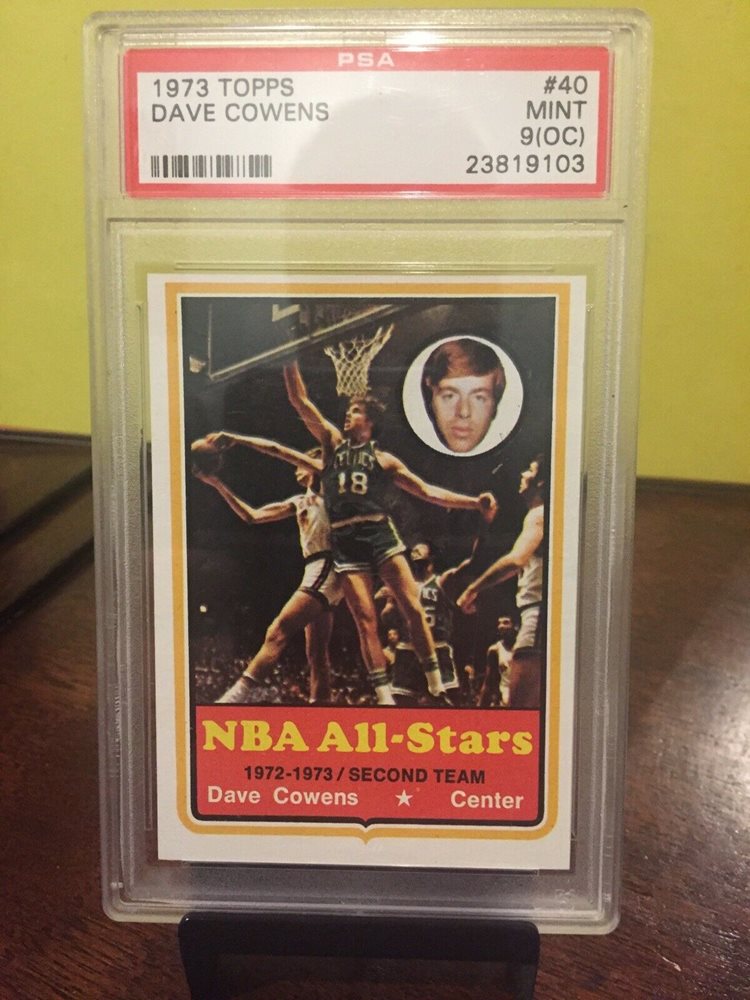 PSA
1973 TOPPS #40
DAVE COWENS MINT
9(OC)
23819103
CELTICS
18
NBA All-Stars
1972-1973 / SECOND TEAM
Dave Cowens ★ Center